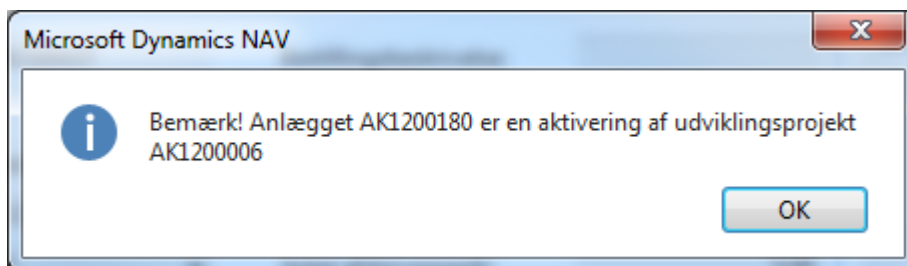 Microsoft Dynamics NAV
Bemærk! Anlægget AK1200180 er en aktivering af udviklingsprojekt
AK1200006
OK